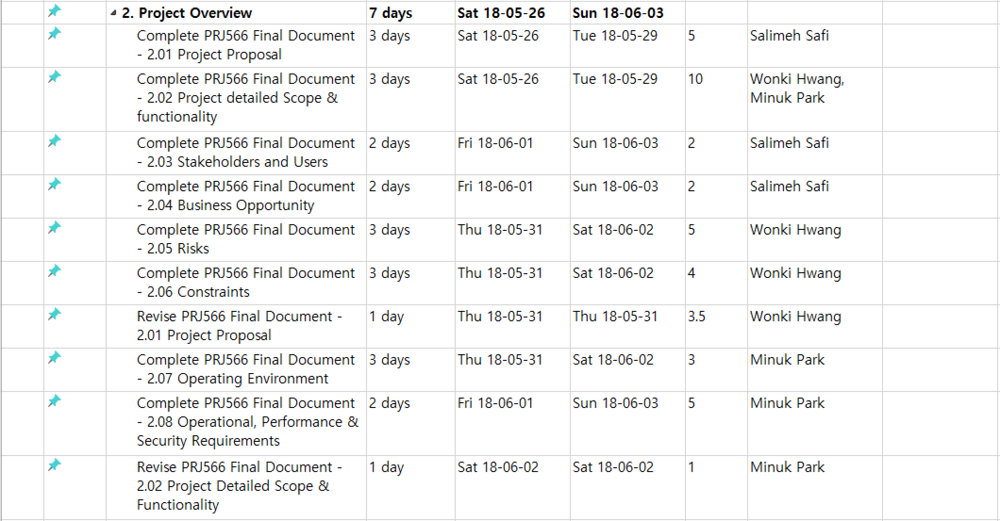 2. Project Overview 7 days Sat 18-05-26 Sun 18-06-03
Complete PRJ566 Final Document 3 days Sat 18-05-26 Tue 18-05-29 5 Salimeh Safi
- 2.01 Project Proposal
Complete PRJ566 Final Document 3 days Sat 18-05-26 Tue 18-05-29 10 Wonki Hwang,
- 2.02 Project detailed Scope & Minuk Park
functionality
Complete PRJ566 Final Document 2 days Fri 18-06-01 Sun 18-06-03 2 Salimeh Safi
- 2.03 Stakeholders and Users
Complete PRJ566 Final Document 2 days Fri 18-06-01 Sun 18-06-03 2 Salimeh Safi
- 2.04 Business Opportunity
Complete PRJ566 Final Document 3 days Thu 18-05-31 Sat 18-06-02 5 Wonki Hwang
- 2.05 Risks
Complete PRJ566 Final Document 3 days Thu 18-05-31 Sat 18-06-02 4 Wonki Hwang
- 2.06 Constraints
Revise PRJ566 Final Document - 1 day Thu 18-05-31 Thu 18-05-31 3.5 Wonki Hwang
2.01 Project Proposal
Complete PRJ566 Final Document 3 days Thu 18-05-31 Sat 18-06-02 3 Minuk Park
- 2.07 Operating Environment
Complete PRJ566 Final Document 2 days Fri 18-06-01 Sun 18-06-03 5 Minuk Park
- 2.08 Operational, Performance &
Security Requirements
Revise PRJ566 Final Document - 1 day Sat 18-06-02 Sat 18-06-02 1 Minuk Park
2.02 Project Detailed Scope &
Functionality